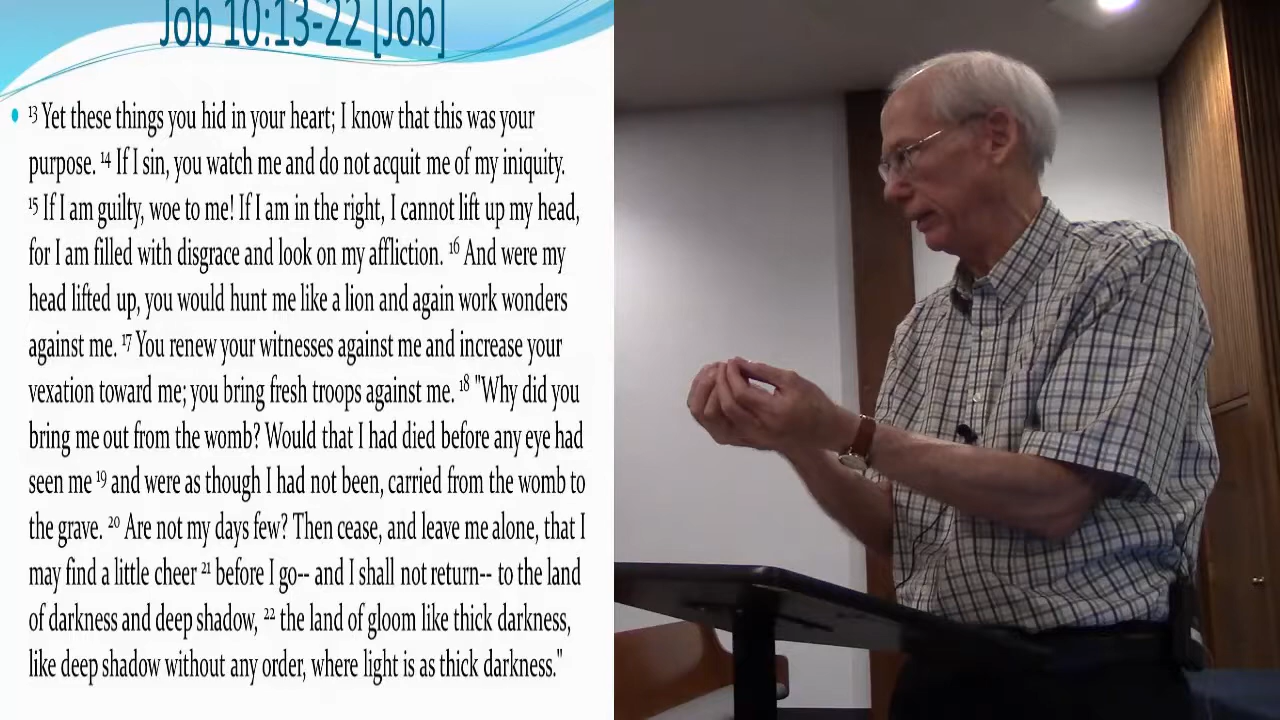 Job 10:13-22 [Job]
• ¹³ Yet these things you hid in your heart; I know that this was your
purpose. ¹⁴ If I sin, you watch me and do not acquit me of my iniquity.
¹⁵ If I am guilty, woe to me! If I am in the right, I cannot lift up my head,
for I am filled with disgrace and look on my affliction. ¹⁶ And were my
head lifted up, you would hunt me like a lion and again work wonders
against me. ¹⁷ You renew your witnesses against me and increase your
vexation toward me; you bring fresh troops against me. ¹⁸ "Why did you
bring me out from the womb? Would that I had died before any eye had
seen me ¹⁹ and were as though I had not been, carried from the womb to
the grave. ²⁰ Are not my days few? Then cease, and leave me alone, that I
may find a little cheer ²¹ before I go-- and I shall not return-- to the land
of darkness and deep shadow, ²² the land of gloom like thick darkness,
like deep shadow without any order, where light is as thick darkness."